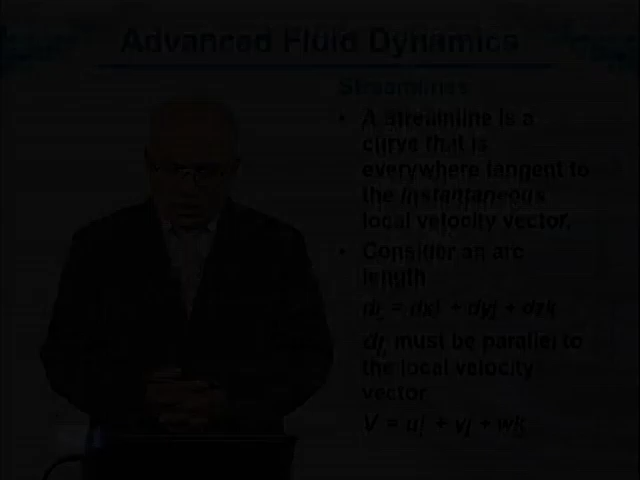 Advanced Fluid Dynamics
Streamlines
• A Streamline is a
curve that is
everywhere tangent to
the instantaneous
local velocity vector.
• Consider an arc
length
dr = dxi + dyj + dzk
dr must be parallel to
the local velocity
vector
V = ui + vj + wk